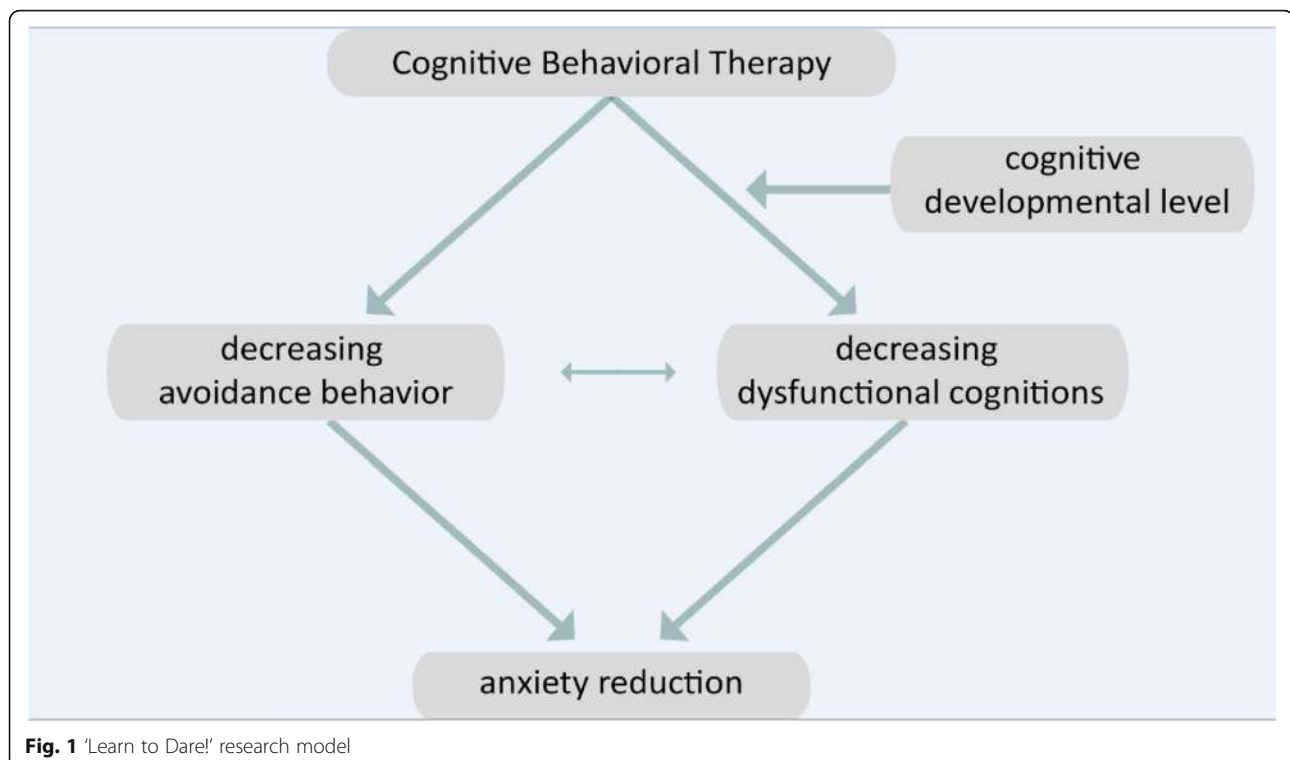 Cognitive Behavioral Therapy
cognitive
developmental level
decreasing
avoidance behavior
decreasing
dysfunctional cognitions
anxiety reduction
Fig. 1 ‘Learn to Dare!’ research model